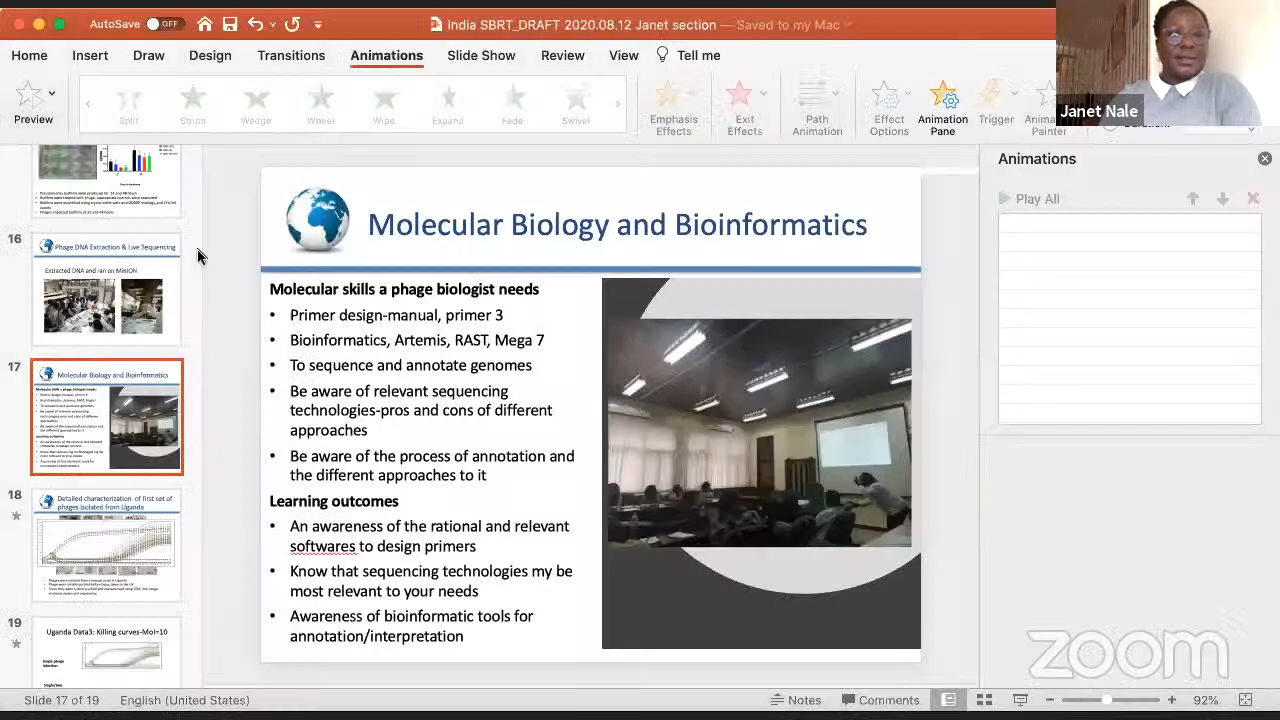 AutoSave OFF
India SBRT_DRAFT 2020.08.12 Janet section — Saved to my Mac
Home Insert Draw Design Transitions Animations Slide Show Review View Tell me
Preview
Split Wedge Wheel Wipe Expand Fade Swivel
Emphasis Effects
Exit Effects
Path Animation
Effect Options
Animation Pane
Trigger
Painter
Janet Nale
16
Phage DNA Extraction & Live Sequencing
Extracted DNA and ran on MinION
17
Molecular Biology and Bioinformatics
18
Detailed characterization of first set of
phages isolated from Uganda
19
Uganda Data3: Killing curves-MoI=10
Molecular Biology and Bioinformatics
Molecular skills a phage biologist needs
• Primer design-manual, primer 3
• Bioinformatics, Artemis, RAST, Mega 7
• To sequence and annotate genomes
• Be aware of relevant sequencing
technologies-pros and cons of different
approaches
• Be aware of the process of annotation and
the different approaches to it
Learning outcomes
• An awareness of the rational and relevant
softwares to design primers
• Know that sequencing technologies my be
most relevant to your needs
• Awareness of bioinformatic tools for
annotation/interpretation
Animations
Play All
zoom
Slide 17 of 19 English (United States)
Notes Comments 92%